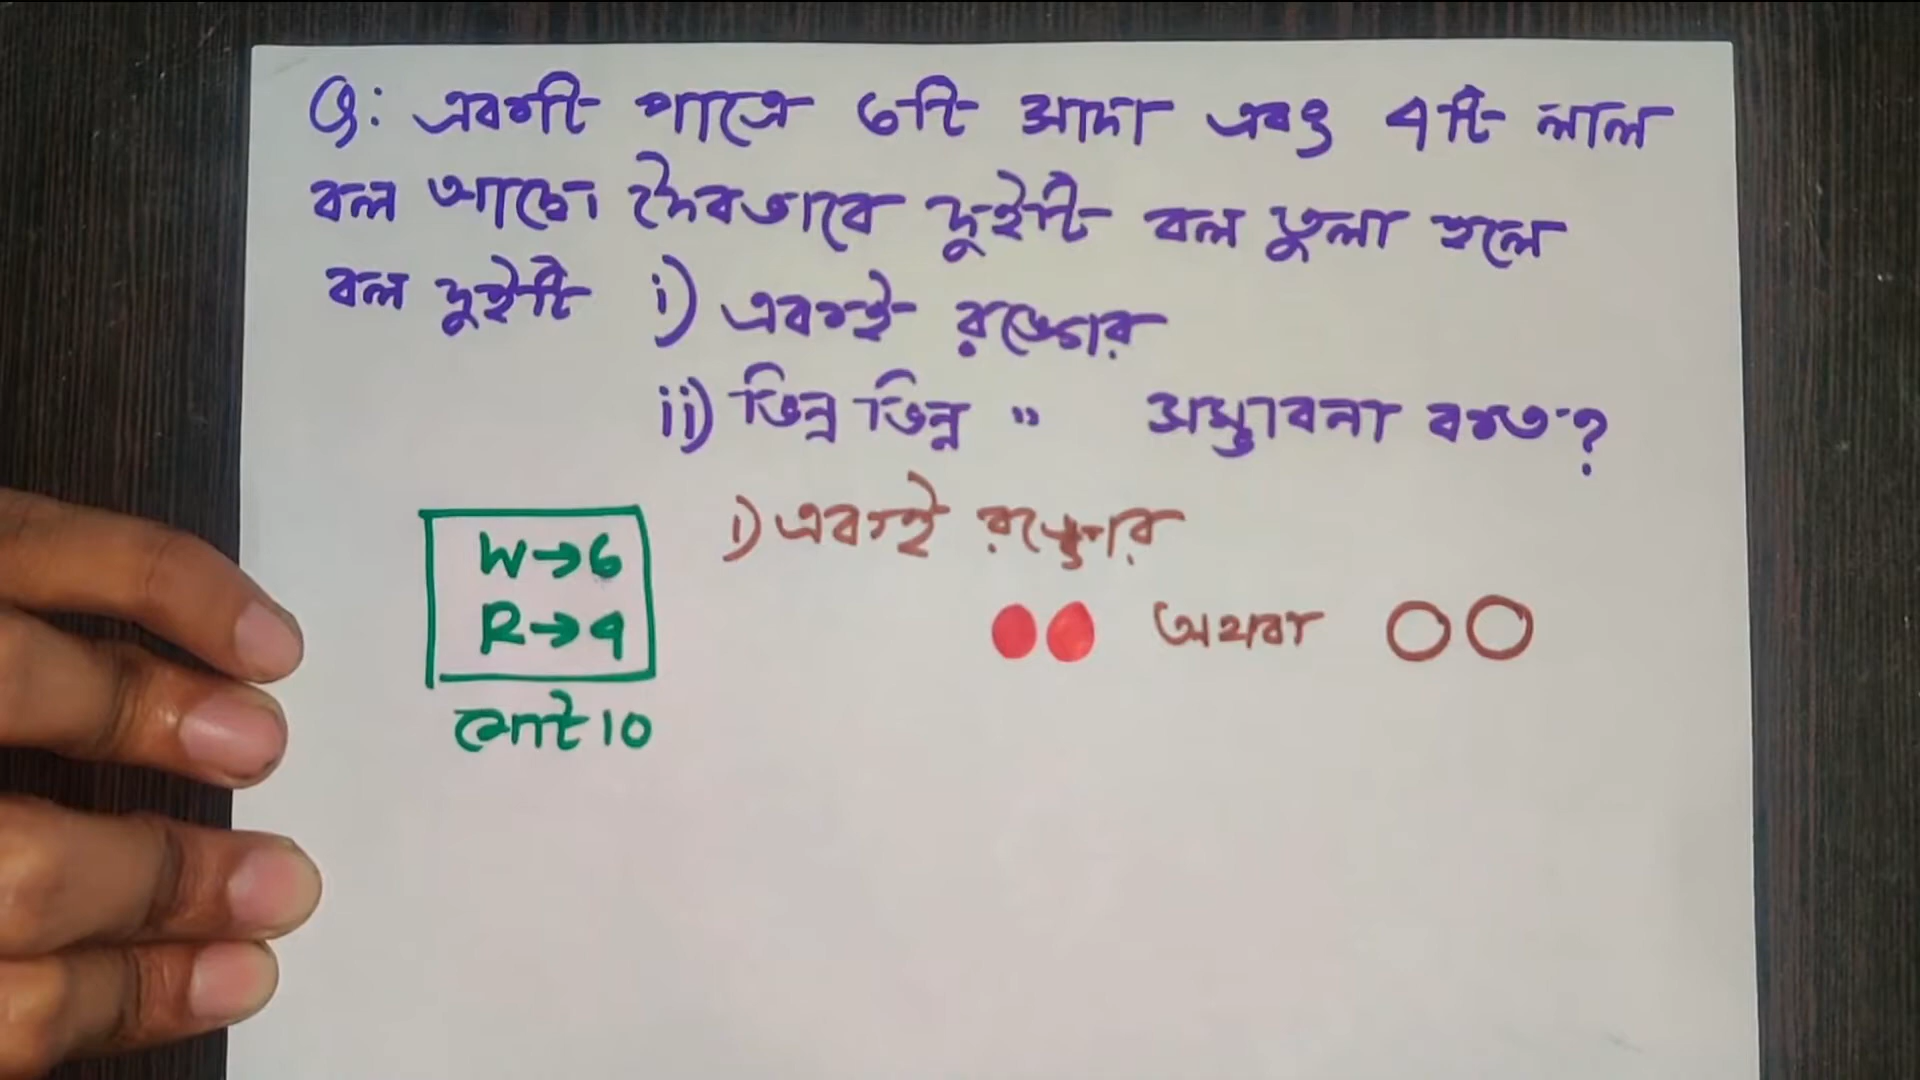 Q: একটি পাত্রে ৬টি সাদা এবং 4টি লাল
বল আছে। দৈবভাবে দুইটি বল তুলা হলে
বল দুইটি i) একই রঙের
ii) ভিন্ন ভিন্ন " সম্ভাবনা কত?
i) একই রঙের
W→6
R→4
অথবা
মোট 10